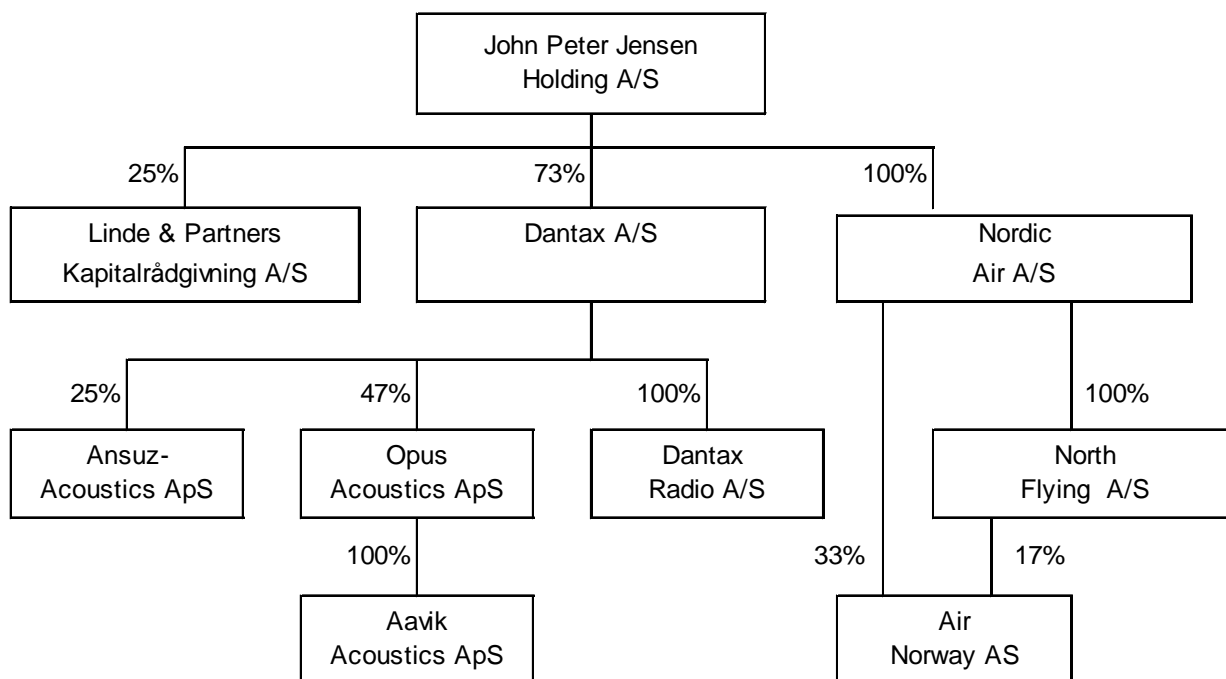 John Peter Jensen
Holding A/S
25%
73%
100%
Linde & Partners
Kapitalrådgivning A/S
Dantax A/S
Nordic
Air A/S
25%
47%
100%
100%
Ansuz-
Acoustics ApS
Opus
Acoustics ApS
Dantax
Radio A/S
North
Flying A/S
100%
33%
17%
Aavik
Acoustics ApS
Air
Norway AS